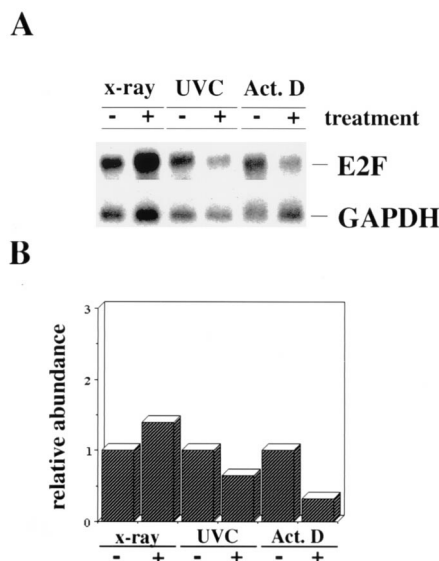 A
x-ray UVC Act. D
- + - + - + treatment
E2F
GAPDH
B
relative abundance
3
2
1
0
x-ray UVC Act. D
- + - + - +